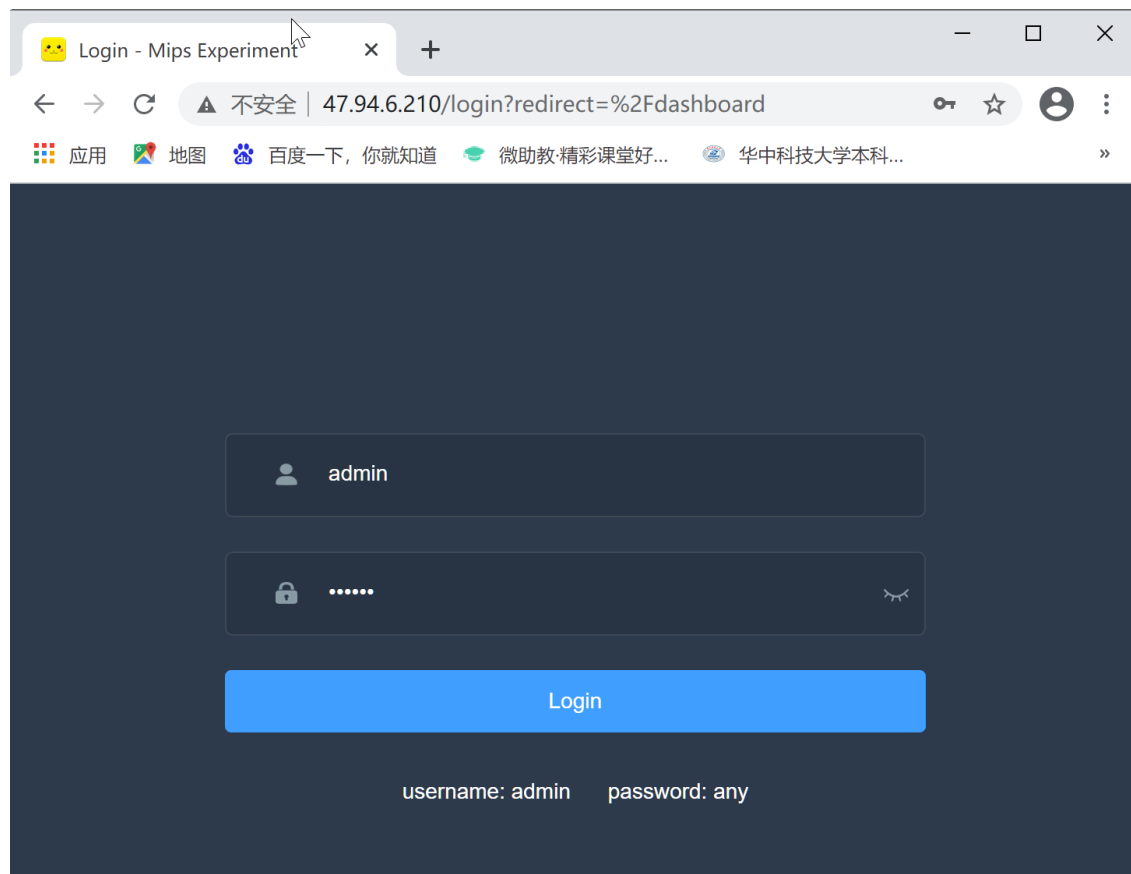 Login - Mips Experiment
不安全 47.94.6.210/login?redirect=%2Fdashboard
应用 地图 百度一下，你就知道 微助教·精彩课堂好... 华中科技大学本科...
admin
••••••
Login
username: admin password: any